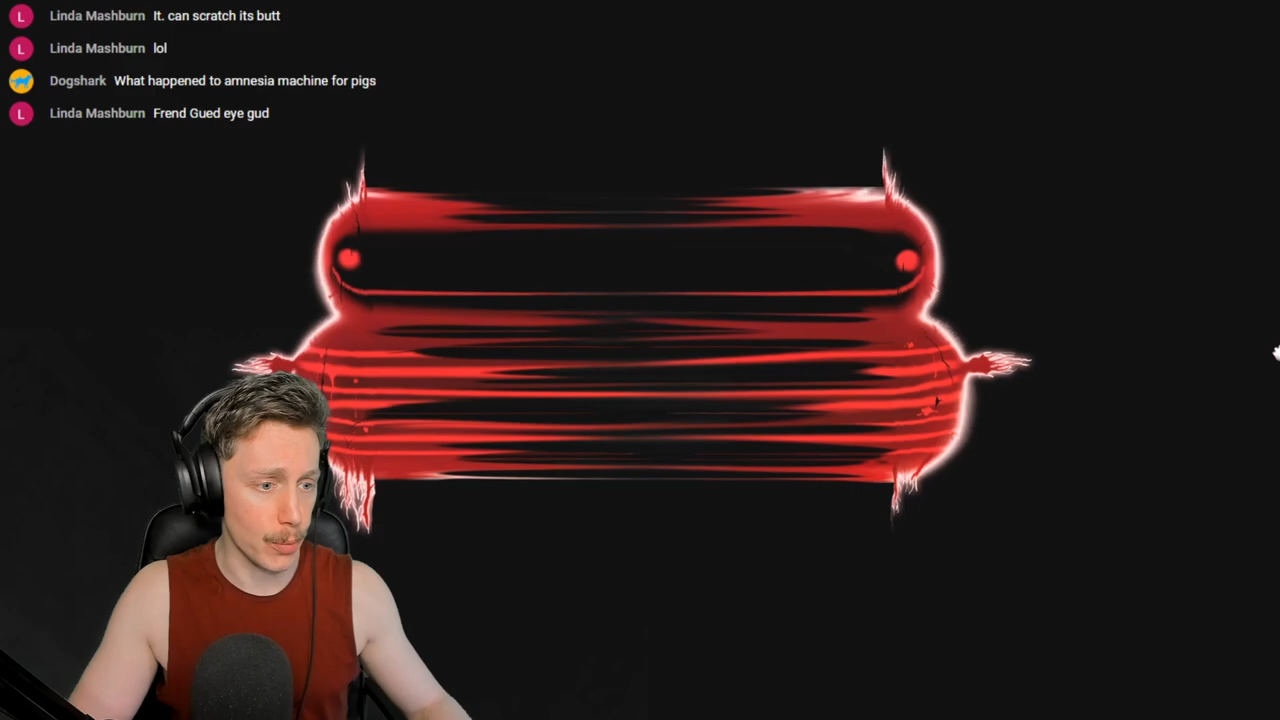 L Linda Mashburn It. can scratch its butt
L Linda Mashburn lol
Dogshark What happened to amnesia machine for pigs
L Linda Mashburn Frend Gued eye gud